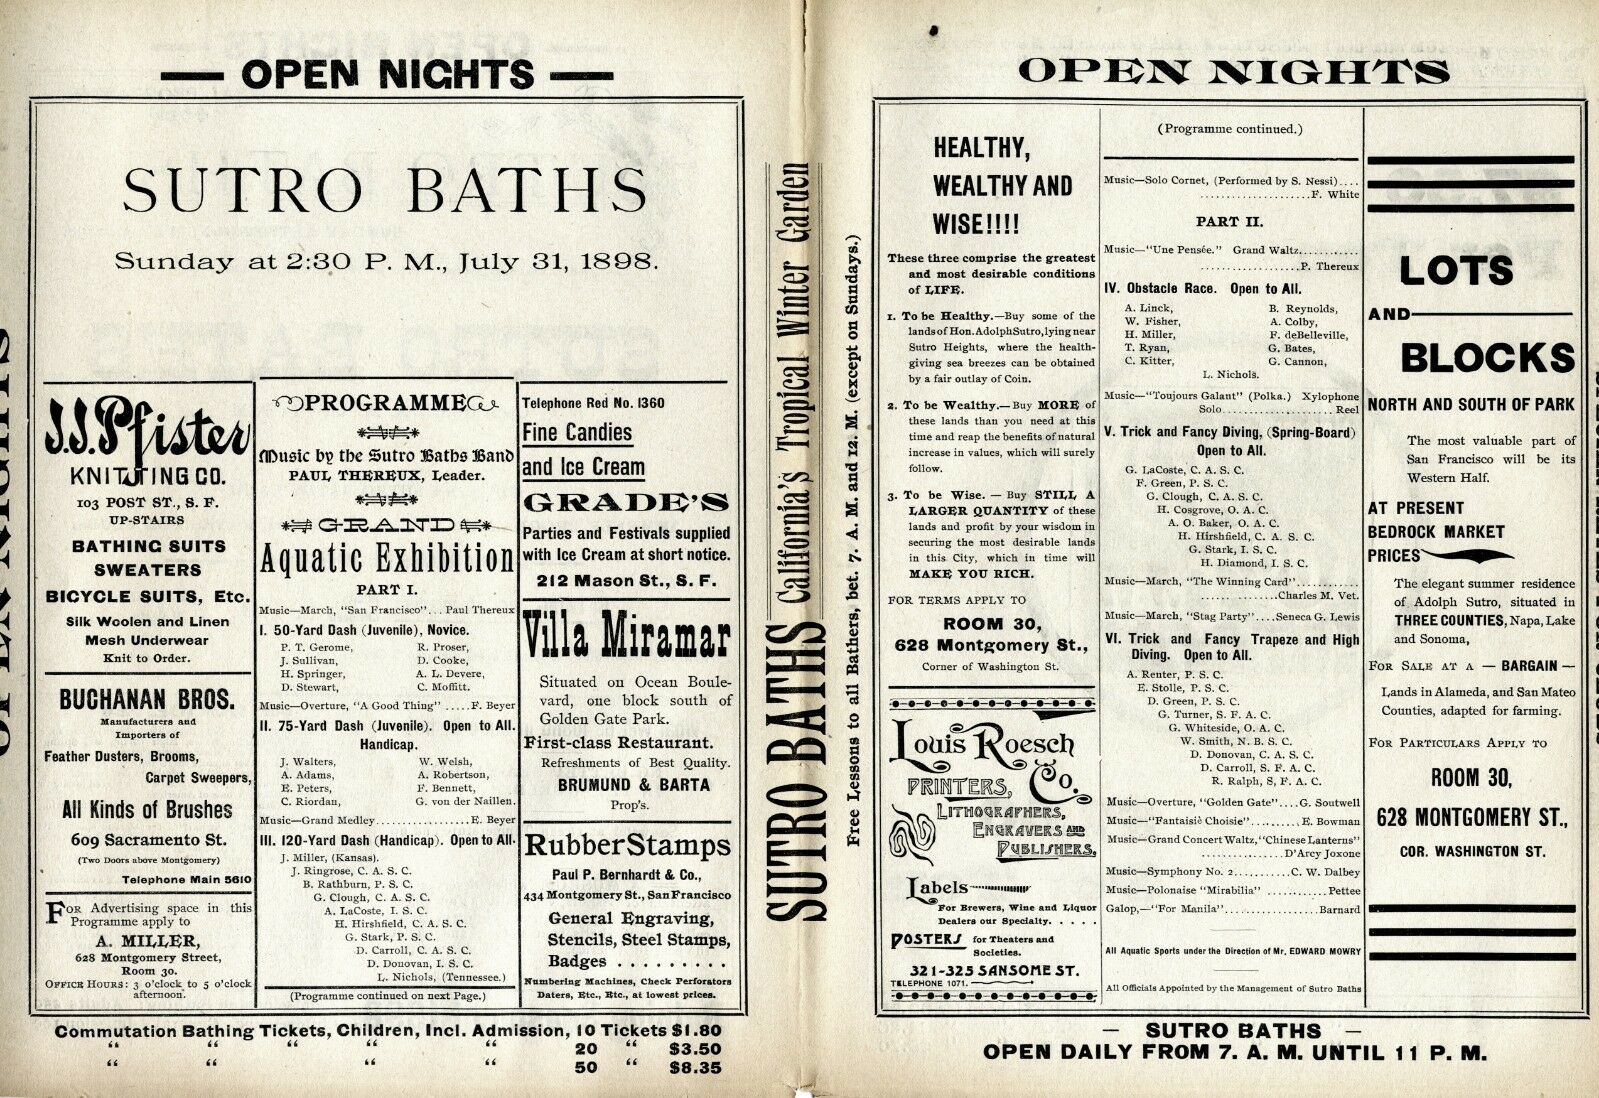 OPEN NIGHTS
SUTRO BATHS
Sunday at 2:30 P. M., July 31, 1898.
J.J. Pfister
KNITTING CO.
103 POST ST., S. F.
UP-STAIRS
BATHING SUITS
SWEATERS
BICYCLE SUITS, Etc.
Silk Woolen and Linen
Mesh Underwear
Knit to Order.
BUCHANAN BROS.
Manufacturers and
Importers of
Feather Dusters, Brooms,
Carpet Sweepers,
All Kinds of Brushes
609 Sacramento St.
(Two Doors above Montgomery)
Telephone Main 5610
FOR Advertising space in this
Programme apply to
A. MILLER,
628 Montgomery Street,
Room 30.
OFFICE HOURS: 3 o'clock to 5 o'clock
afternoon.
PROGRAMME
Music by the Sutro Baths Band
PAUL THEREUX, Leader.
GRAND
Aquatic Exhibition
PART I.
Music—March, "San Francisco"... Paul Thereux
I. 50-Yard Dash (Juvenile), Novice.
P. T. Gerome, R. Proser,
J. Sullivan, D. Cooke,
H. Springer, A. L. Devere,
D. Stewart, C. Moffitt.
Music—Overture, "A Good Thing" ..... F. Beyer
II. 75-Yard Dash (Juvenile). Open to All.
Handicap.
J. Walters, W. Welsh,
A. Adams, A. Robertson,
E. Peters, F. Bennett,
C. Riordan, G. von der Naillen.
Music—Grand Medley.....................E. Beyer
III. 120-Yard Dash (Handicap). Open to All.
J. Miller, (Kansas).
J. Ringrose, C. A. S. C.
B. Rathburn, P. S. C.
G. Clough, C. A. S. C.
A. LaCoste, I. S. C.
H. Hirshfield, C. A. S. C.
G. Stark, P. S. C.
D. Carroll, C. A. S. C.
D. Donovan, I. S. C.
L. Nichols, (Tennessee.)
(Programme continued on next Page.)
Telephone Red No. 1360
Fine Candies
and Ice Cream
GRADE'S
Parties and Festivals supplied
with Ice Cream at short notice.
212 Mason St., S. F.
Villa Miramar
Situated on Ocean Boule-
vard, one block south of
Golden Gate Park.
First-class Restaurant.
Refreshments of Best Quality.
BRUMUND & BARTA
Prop's.
Rubber Stamps
Paul P. Bernhardt & Co.,
434 Montgomery St., San Francisco
General Engraving,
Stencils, Steel Stamps,
Badges .........
Numbering Machines, Check Perforators
Daters, Etc., Etc., at lowest prices.
Commutation Bathing Tickets, Children, Incl. Admission, 10 Tickets $1.80
" " " " " 20 " $3.50
" " " " 50 " $8.35
SUTRO BATHS California's Tropical Winter Garden
Free Lessons to all Bathers, bet. 7. A. M. and 12. M. (except on Sundays.)
OPEN NIGHTS
HEALTHY,
WEALTHY AND
WISE!!!!
These three comprise the greatest
and most desirable conditions
of LIFE.
1. To be Healthy.—Buy some of the
lands of Hon. Adolph Sutro, lying near
Sutro Heights, where the health-
giving sea breezes can be obtained
by a fair outlay of Coin.
2. To be Wealthy.—Buy MORE of
these lands than you need at this
time and reap the benefits of natural
increase in values, which will surely
follow.
3. To be Wise. — Buy STILL A
LARGER QUANTITY of these
lands and profit by your wisdom in
securing the most desirable lands
in this City, which in time will
MAKE YOU RICH.
FOR TERMS APPLY TO
ROOM 30,
628 Montgomery St.,
Corner of Washington St.
Louis Roesch
Co.
PRINTERS,
LITHOGRAPHERS,
ENGRAVERS AND
PUBLISHERS.
Labels
For Brewers, Wine and Liquor
Dealers our Specialty. . . . .
POSTERS for Theaters and
Societies.
321-325 SANSOME ST.
TELEPHONE 1071.
(Programme continued.)
Music—Solo Cornet, (Performed by S. Nessi)....
....................F. White
PART II.
Music—"Une Pensée." Grand Waltz............
..................P. Thereux
IV. Obstacle Race. Open to All.
A. Linck, B. Reynolds,
W. Fisher, A. Colby,
H. Miller, F. deBelleville,
T. Ryan, G. Bates,
C. Kitter, G. Cannon,
L. Nichols.
Music—"Toujours Galant" (Polka.) Xylophone
Solo.........................Reel
V. Trick and Fancy Diving, (Spring-Board)
Open to All.
G. LaCoste, C. A. S. C.
F. Green, P. S. C.
G. Clough, C. A. S. C.
H. Cosgrove, O. A. C.
A. O. Baker, O. A. C.
H. Hirshfield, C. A. S. C.
G. Stark, I. S. C.
H. Diamond, I. S. C.
Music—March, "The Winning Card"............
..............Charles M. Vet.
Music—March, "Stag Party"....Seneca G. Lewis
VI. Trick and Fancy Trapeze and High
Diving. Open to All.
A. Renter, P. S. C.
E. Stolle, P. S. C.
D. Green, P. S. C.
G. Turner, S. F. A. C.
G. Whiteside, O. A. C.
W. Smith, N. B. S. C.
D. Donovan, C. A. S. C.
D. Carroll, S. F. A. C.
R. Ralph, S, F. A. C.
Music—Overture, "Golden Gate"....G. Soutwell
Music—"Fantaisiè Choisie"..........E. Bowman
Music—Grand Concert Waltz, "Chinese Lanterns"
................D'Arcy Joxone
Music—Symphony No. 2...........C. W. Dalbey
Music—Polonaise "Mirabilia" ............Pettee
Galop,—"For Manila"...................Barnard
All Aquatic Sports under the Direction of Mr. EDWARD MOWRY
All Officials Appointed by the Management of Sutro Baths
LOTS
AND
BLOCKS
NORTH AND SOUTH OF PARK
The most valuable part of
San Francisco will be its
Western Half.
AT PRESENT
BEDROCK MARKET
PRICES
The elegant summer residence
of Adolph Sutro, situated in
THREE COUNTIES, Napa, Lake
and Sonoma,
FOR SALE AT A — BARGAIN —
Lands in Alameda, and San Mateo
Counties, adapted for farming.
FOR PARTICULARS APPLY TO
ROOM 30,
628 MONTGOMERY ST.,
COR. WASHINGTON ST.
— SUTRO BATHS —
OPEN DAILY FROM 7. A. M. UNTIL 11 P. M.